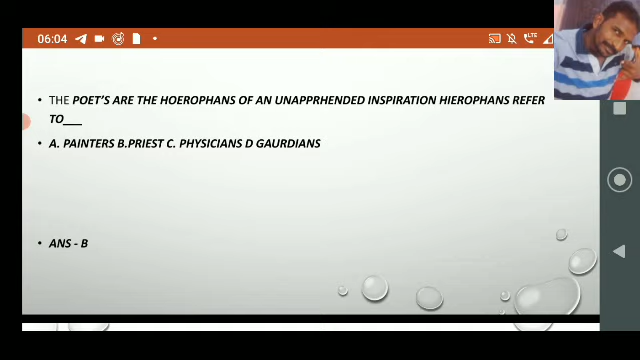 06:04
LTE
• THE POET'S ARE THE HOEROPHANS OF AN UNAPPRHENDED INSPIRATION HIEROPHANS REFER
TO___
• A. PAINTERS B.PRIEST C. PHYSICIANS D GAURDIANS
• ANS - B